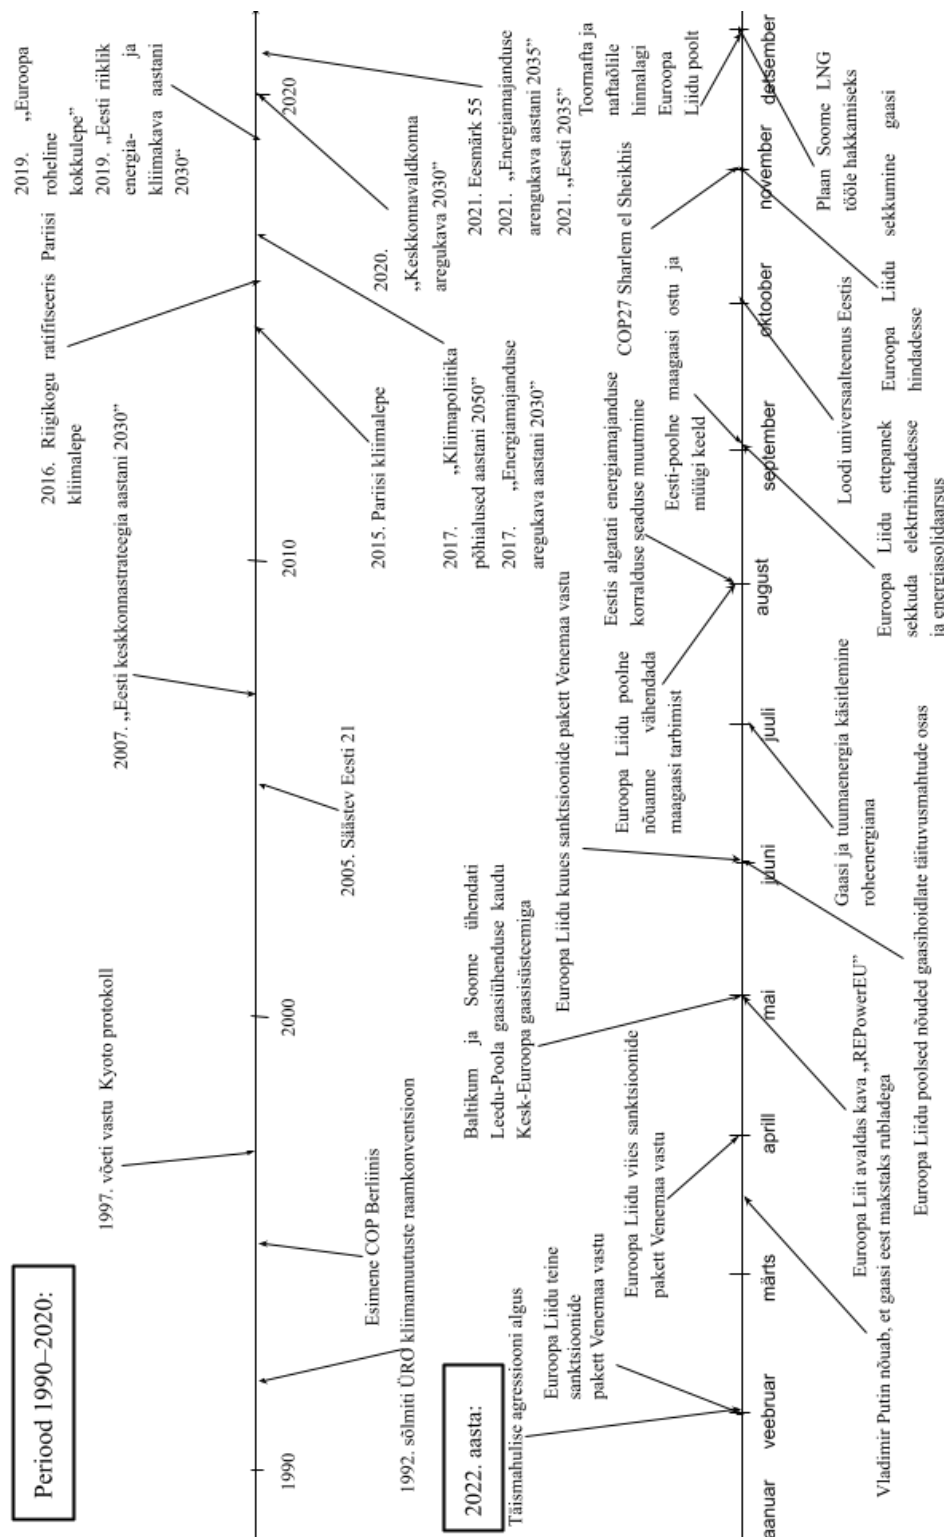 Periood 1990–2020:
1997. võeti vastu Kyoto protokoll
2007. „Eesti keskkonnastrateegia aastani 2030”
2016. Riigikogu ratifitseeris Pariisi
kliimalepe
2019. „Euroopa
roheline
kokkulepe”
2019. „Eesti riiklik
energia- ja
kliimakava aastani
2030“
1990
2000
2010
2020
1992. sõlmiti ÜRO kliimamuutuste raamkonventsioon
Esimene COP Berliinis
2005. Säästev Eesti 21
2015. Pariisi kliimalepe
2017. „Kliimapoliitika
põhialused aastani 2050”
2017. „Energiamajanduse
aregukava aastani 2030”
2020.
„Keskkonnavaldkonna
aregukava 2030“
2021. Eesmärk 55
2021. „Energiamajanduse
arengukava aastani 2035”
2021. „Eesti 2035”
2022. aasta:
Täismahulise agressiooni algus
Euroopa Liidu teine
sanktsioonide
pakett Venemaa vastu
Euroopa Liidu viies sanktsioonide
pakett Venemaa vastu
Baltikum ja Soome ühendati
Leedu-Poola gaasiühenduse kaudu
Kesk-Euroopa gaasisüsteemiga
Euroopa Liidu kuues sanktsioonide pakett Venemaa vastu
Euroopa Liidu poolne
nõuanne vähendada
maagaasi tarbimist
Eestis algatati energiamajanduse
korralduse seaduse muutmine
Eesti-poolne maagaasi ostu ja
müügi keeld
COP27 Sharlem el Sheikhis
Toornafta ja
naftaõlile
hinnalagi
Euroopa
Liidu poolt
aanuar
veebruar
märts
aprill
mai
juuni
juuli
august
september
oktoober
november
detsember
Vladimir Putin nõuab, et gaasi eest makstaks rubladega
Euroopa Liit avaldas kava „REPowerEU”
Euroopa Liidu poolsed nõuded gaasihoidlate täituvusmahtude osas
Gaasi ja tuumaenergia käsitlemine
roheenergiana
Euroopa Liidu ettepanek
sekkuda elektrihindadesse
ja energiasolidaarsus
Loodi universaalteenus Eestis
Euroopa Liidu sekkumine gaasi
hindadesse
Plaan Soome LNG
tööle hakkamiseks